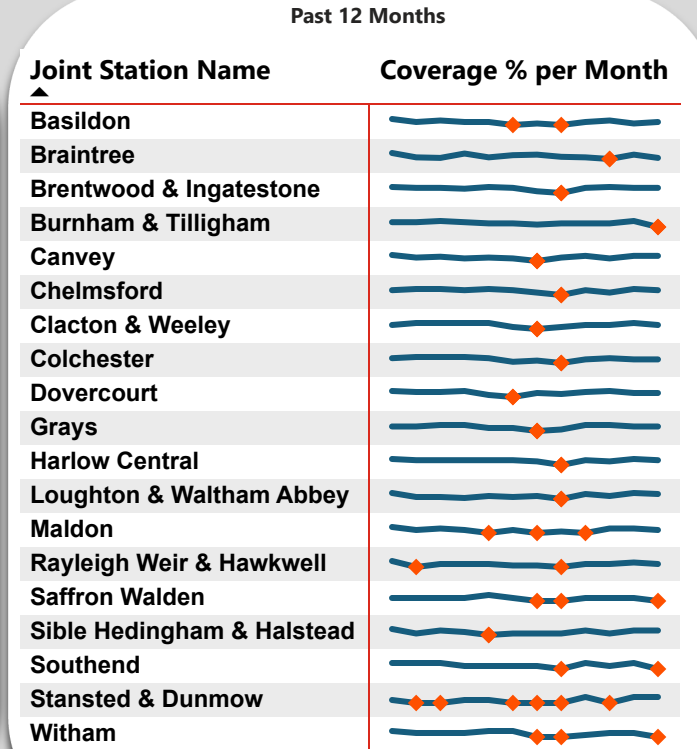 Past 12 Months
Joint Station Name Coverage % per Month
Basildon
Braintree
Brentwood & Ingatestone
Burnham & Tilligham
Canvey
Chelmsford
Clacton & Weeley
Colchester
Dovercourt
Grays
Harlow Central
Loughton & Waltham Abbey
Maldon
Rayleigh Weir & Hawkwell
Saffron Walden
Sible Hedingham & Halstead
Southend
Stansted & Dunmow
Witham